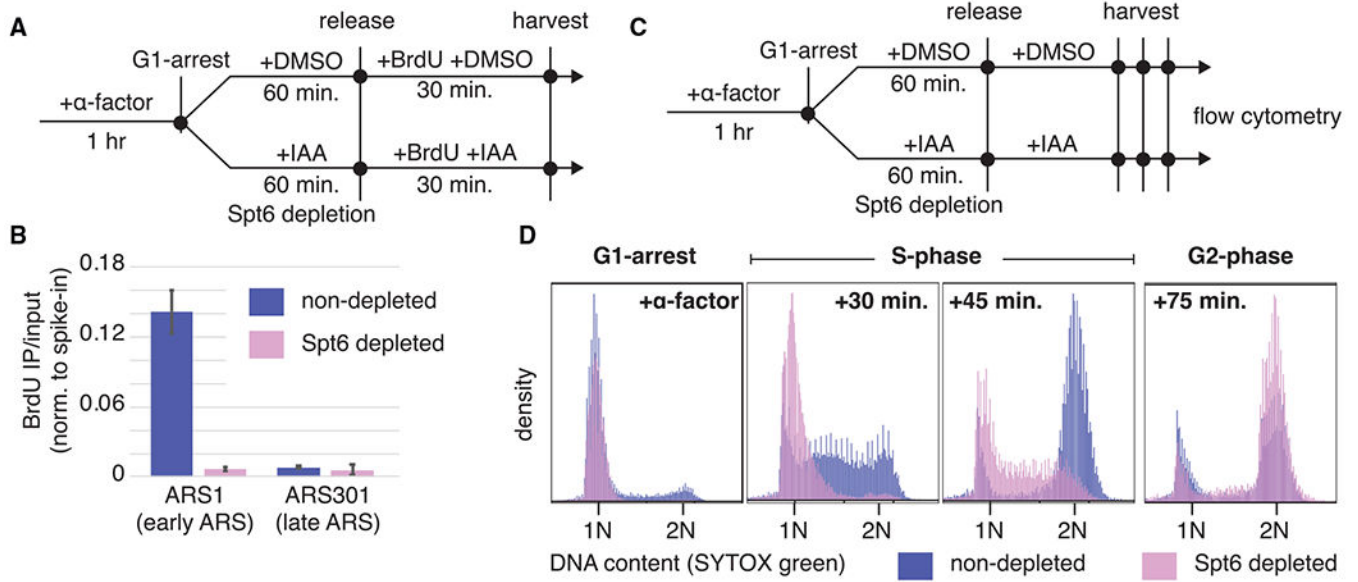 A
release
harvest
G1-arrest
+DMSO
+BrdU +DMSO
60 min.
30 min.
+α-factor
1 hr
+IAA
+BrdU +IAA
60 min.
30 min.
Spt6 depletion
B
BrdU IP/input
(norm. to spike-in)
0.18
0.12
0.06
0
non-depleted
Spt6 depleted
ARS1
(early ARS)
ARS301
(late ARS)
C
release
harvest
G1-arrest
+DMSO
+DMSO
60 min.
+α-factor
1 hr
flow cytometry
+IAA
+IAA
60 min.
Spt6 depletion
D
G1-arrest
S-phase
G2-phase
+α-factor
+30 min.
+45 min.
+75 min.
density
1N
2N
1N
2N
1N
2N
1N
2N
DNA content (SYTOX green)
non-depleted
Spt6 depleted